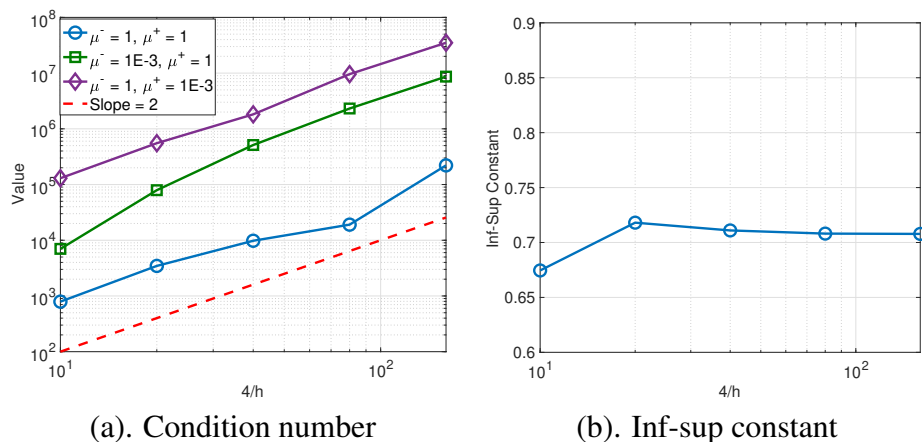 10^8
10^7
10^6
10^5
10^4
10^3
10^2
Value
μ^- = 1, μ^+ = 1
μ^- = 1E-3, μ^+ = 1
μ^- = 1, μ^+ = 1E-3
Slope = 2
10^1
10^2
4/h
(a). Condition number
0.9
0.85
0.8
0.75
0.7
0.65
0.6
Inf-Sup Constant
10^1
10^2
4/h
(b). Inf-sup constant